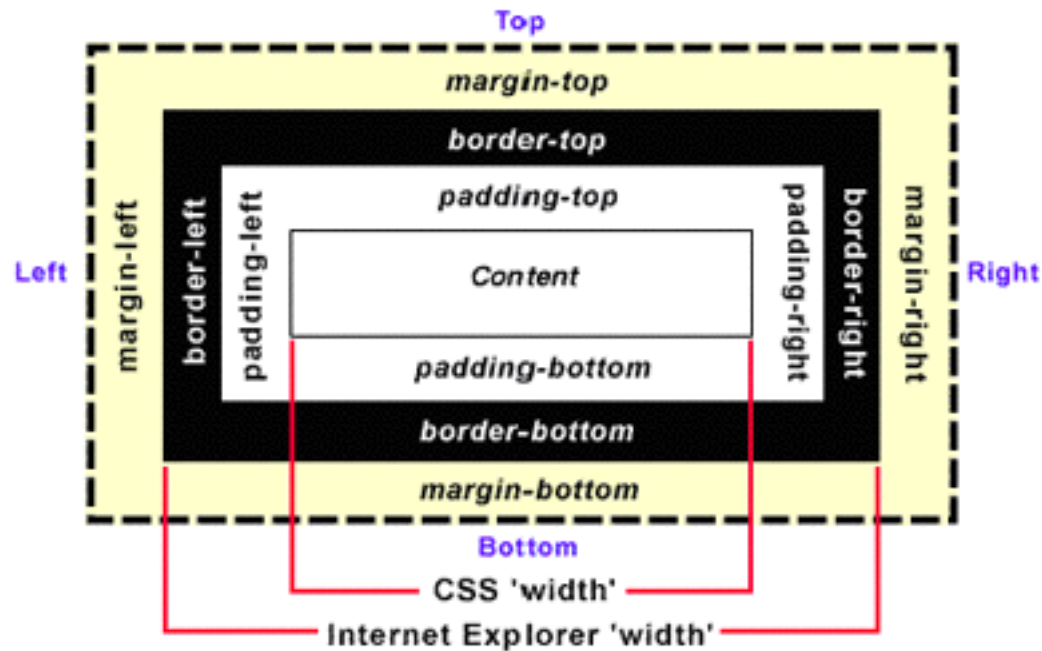 Top
margin-top
border-top
padding-top
Left
margin-left
border-left
padding-left
Content
padding-right
border-right
margin-right
Right
padding-bottom
border-bottom
margin-bottom
Bottom
CSS 'width'
Internet Explorer 'width'